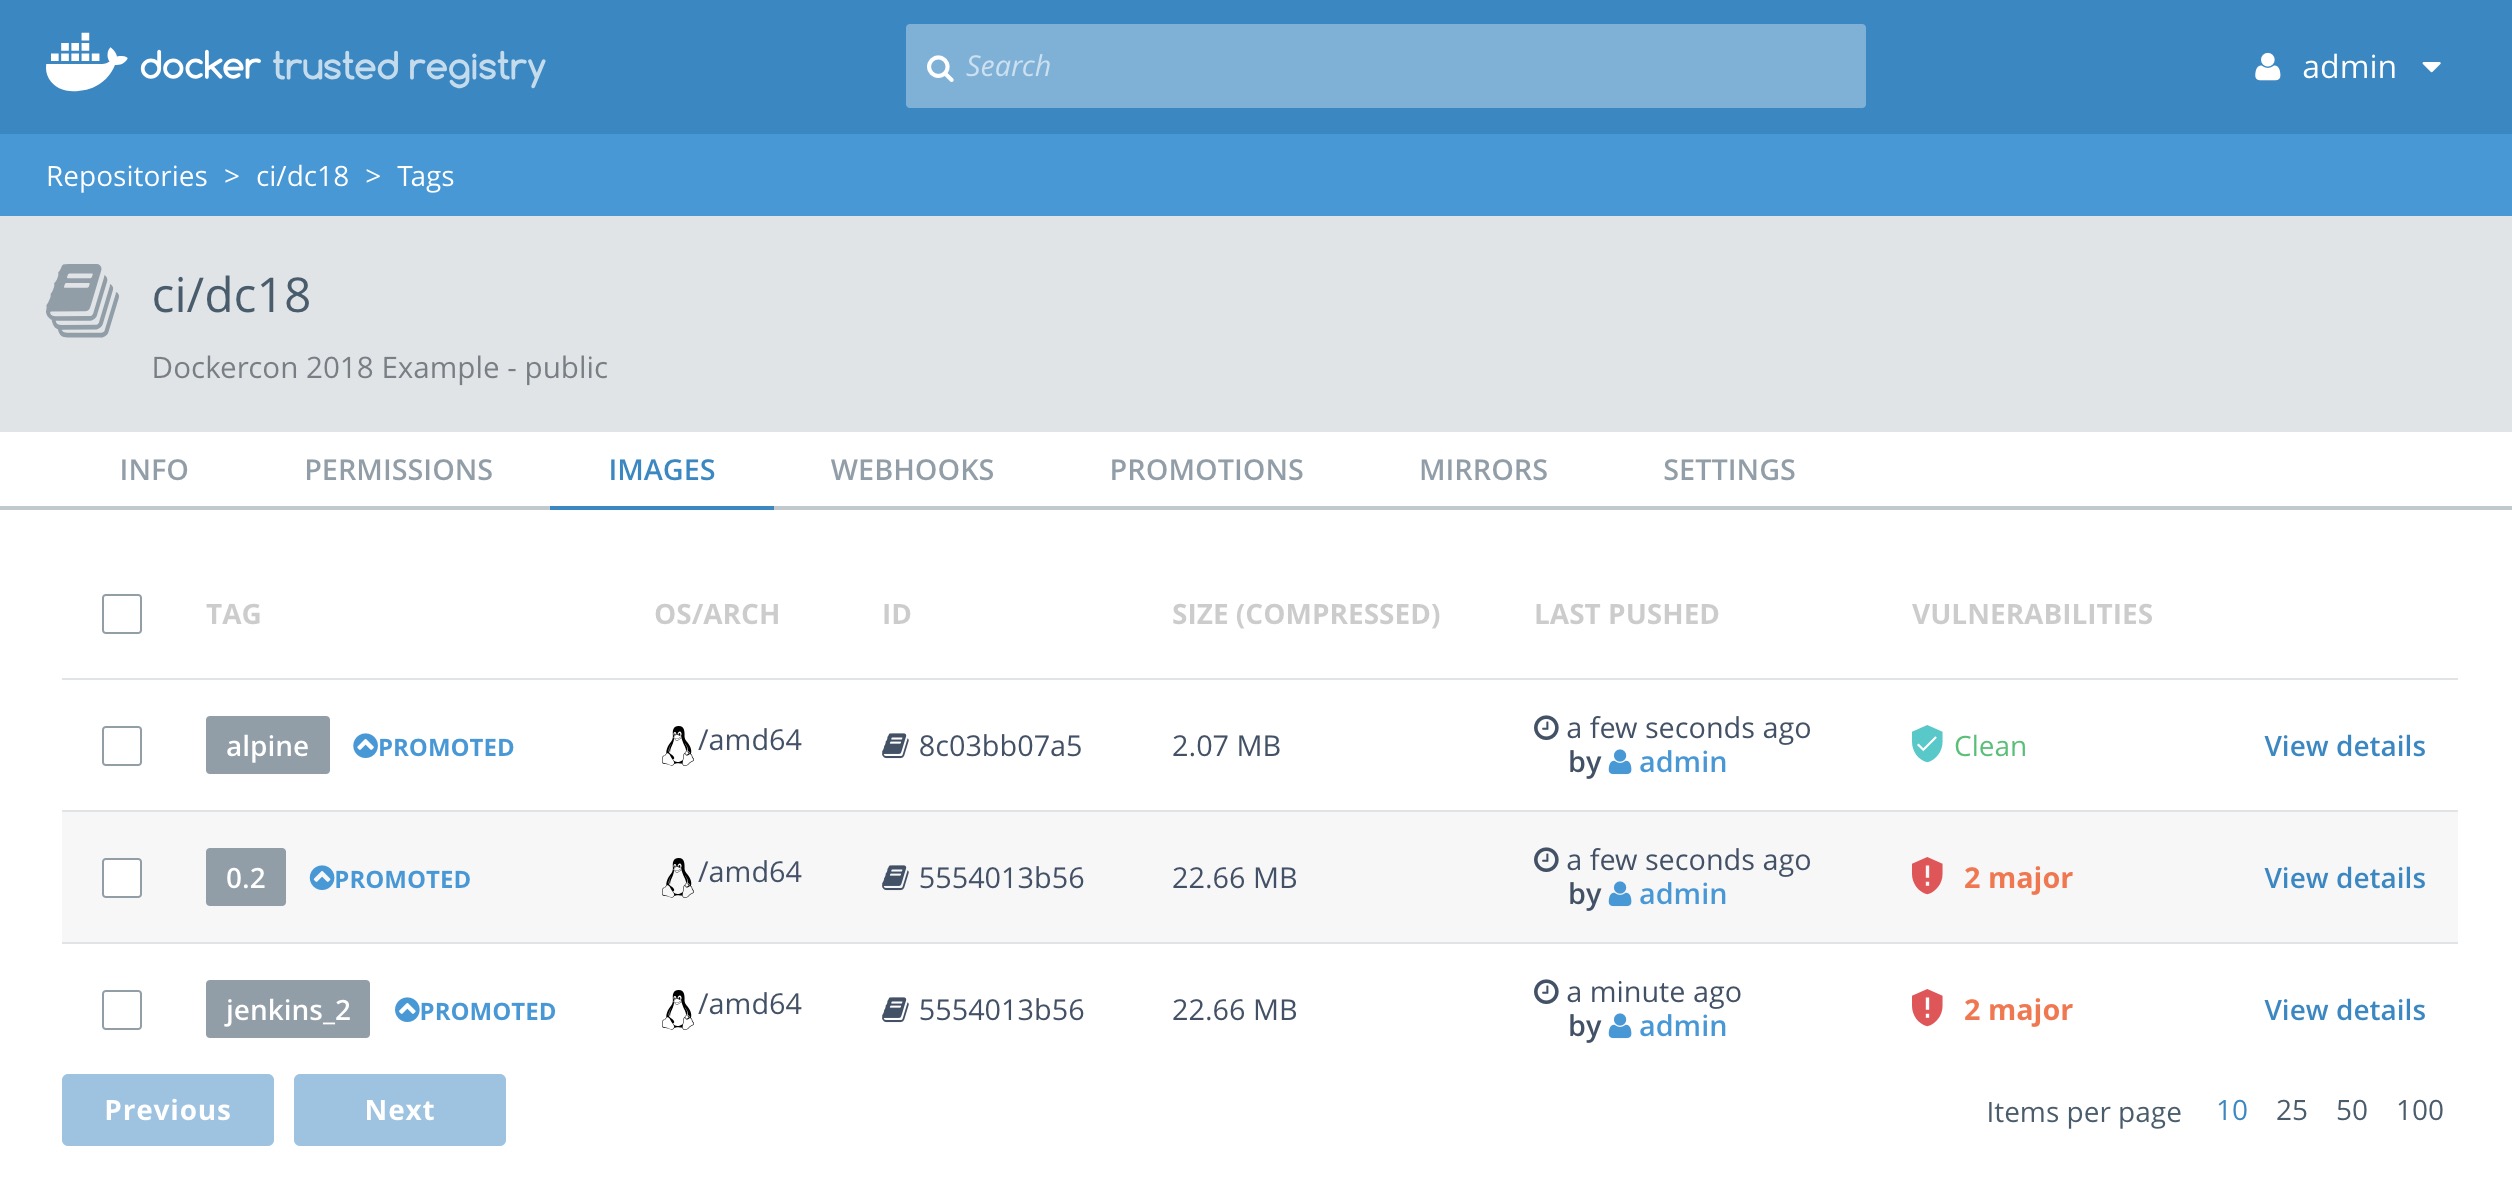 docker trusted registry
Search
admin
Repositories > ci/dc18 > Tags
ci/dc18
Dockercon 2018 Example - public
INFO PERMISSIONS IMAGES WEBHOOKS PROMOTIONS MIRRORS SETTINGS
TAG OS/ARCH ID SIZE (COMPRESSED) LAST PUSHED VULNERABILITIES
alpine PROMOTED /amd64 8c03bb07a5 2.07 MB a few seconds ago Clean View details
by admin
0.2 PROMOTED /amd64 5554013b56 22.66 MB a few seconds ago 2 major View details
by admin
jenkins_2 PROMOTED /amd64 5554013b56 22.66 MB a minute ago 2 major View details
by admin
Previous Next Items per page 10 25 50 100